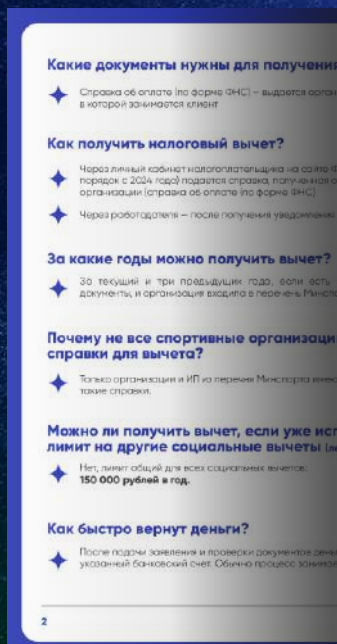 Какие документы нужны для получения
Справка об оплате (по форме ФНС) – выдается
в которой занимается клиент
Как получить налоговый вычет?
Через личный кабинет налогоплательщика на сайте
порядок с 2024 года) подается справка, полученная
организации (справка об оплате (по форме ФНС)
Через работодателя – после получения уведомления
За какие годы можно получить вычет?
За текущий и три предыдущих года, если есть
документы, и организация входила в перечень
Почему не все спортивные
справки для вычета?
Только организации и ИП из перечня Минспорта
такие справки.
Можно ли получить вычет, если уже
лимит на другие социальные вычеты
Нет, лимит общий для всех социальных вычетов:
150 000 рублей в год.
Как быстро вернут деньги?
После подачи заявления и проверки документов
указанный банковский счет. Обычно процесс
2